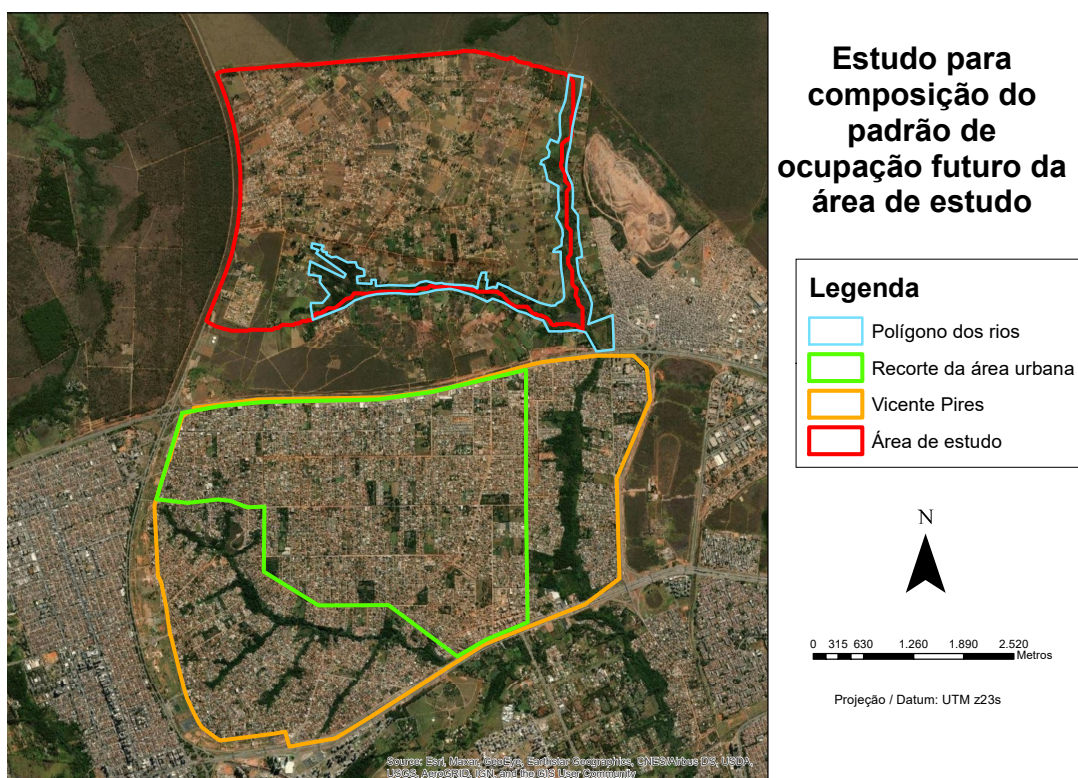 Estudo para
composição do
padrão de
ocupação futuro da
área de estudo
Legenda
Polígono dos rios
Recorte da área urbana
Vicente Pires
Área de estudo
N
0 315 630 1.260 1.890 2.520
Metros
Projeção / Datum: UTM z23s
Source: Esri, Maxar, GeoEye, Earthstar Geographics, CNES/Airbus DS, USDA,
USGS, AeroGRID, IGN, and the GIS User Community